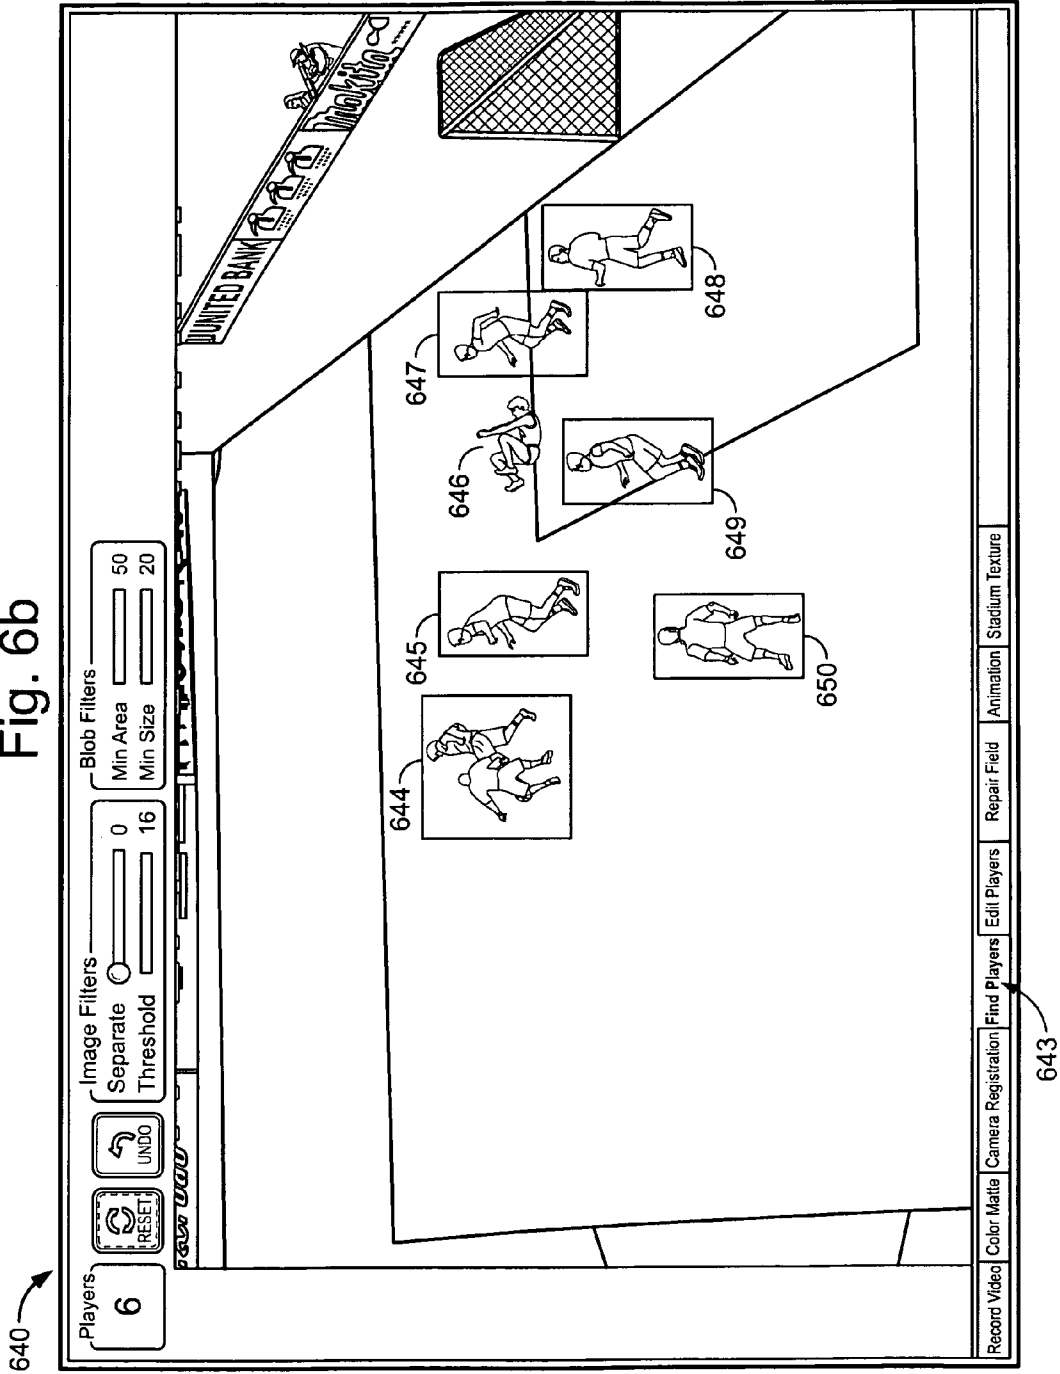 Fig. 6b
640
Players
6
RESET
UNDO
Image Filters
Separate 0
Threshold 16
Blob Filters
Min Area 50
Min Size 20
UNITED BANK
makita
644
645
646
647
648
649
650
Record Video Color Matte Camera Registration Find Players Edit Players Repair Field Animation Stadium Texture
643